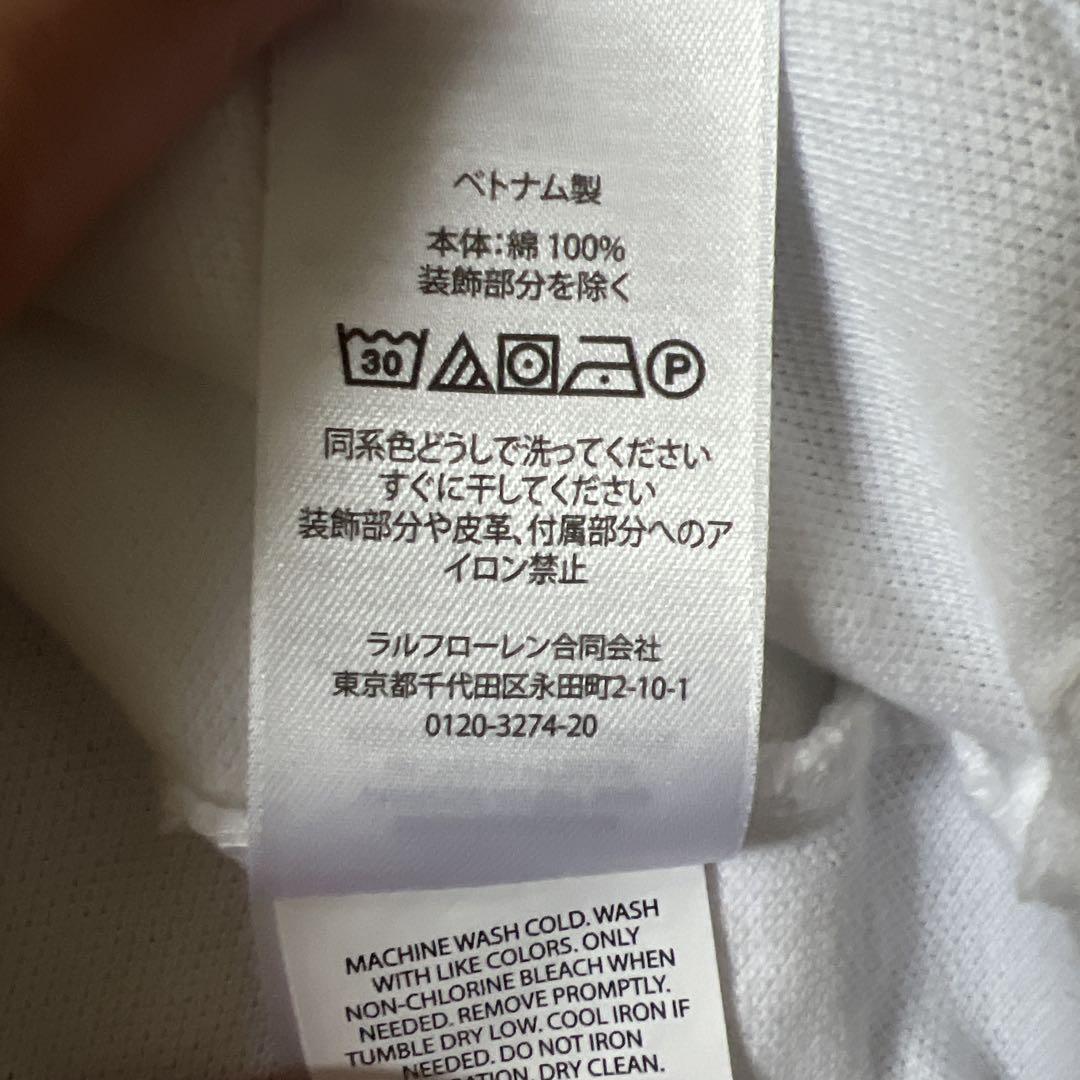 ベトナム製
本体:綿 100%
装飾部分を除く
30 P
同系色どうしで洗ってください
すぐに干してください
装飾部分や皮革、付属部分へのア
イロン禁止
ラルフローレン合同会社
東京都千代田区永田町2-10-1
0120-3274-20
MACHINE WASH COLD. WASH
WITH LIKE COLORS. ONLY
NON-CHLORINE BLEACH WHEN
NEEDED. REMOVE PROMPTLY.
TUMBLE DRY LOW. COOL IRON IF
NEEDED. DO NOT IRON
DRY CLEAN.